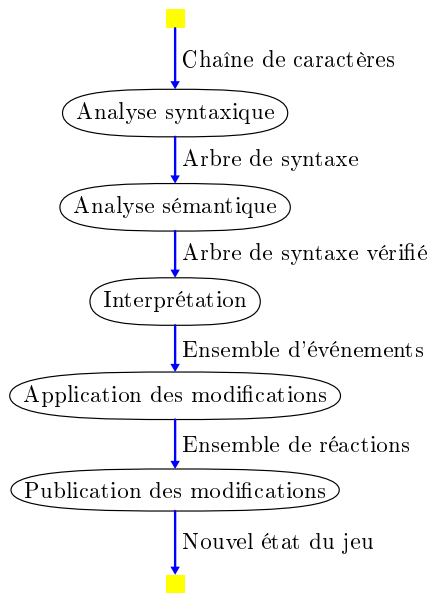 Chaîne de caractères
Analyse syntaxique
Arbre de syntaxe
Analyse sémantique
Arbre de syntaxe vérifié
Interprétation
Ensemble d'événements
Application des modifications
Ensemble de réactions
Publication des modifications
Nouvel état du jeu